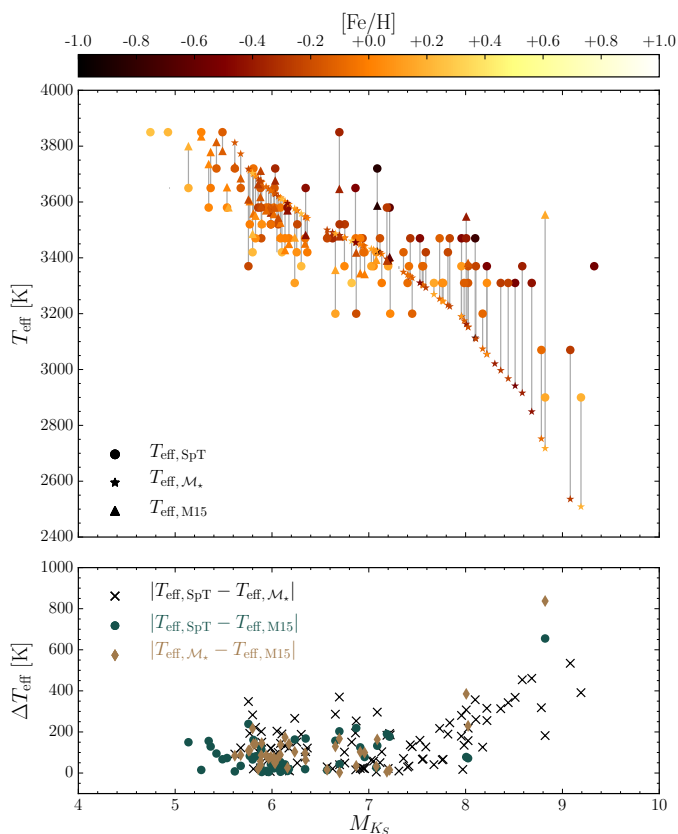 [Fe/H]
-1.0 -0.8 -0.6 -0.4 -0.2 +0.0 +0.2 +0.4 +0.6 +0.8 +1.0
4000
3800
3600
3400
3200
3000
2800
2600
2400
T_eff [K]
T_eff, SpT
T_eff, M⋆
T_eff, M15
1000
800
600
400
200
0
ΔT_eff [K]
|T_eff, SpT − T_eff, M⋆|
|T_eff, SpT − T_eff, M15|
|T_eff, M⋆ − T_eff, M15|
4 5 6 7 8 9 10
M_K_S